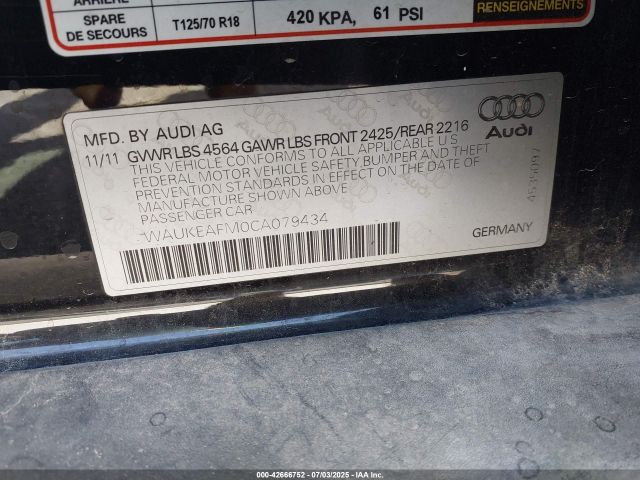 ARRIÈRE
SPARE
DE SECOURS
T125/70 R18
420 KPA, 61 PSI
RENSEIGNEMENTS
MFD. BY AUDI AG
11/11 GVWR LBS 4564 GAWR LBS FRONT 2425/REAR 2216
THIS VEHICLE CONFORMS TO ALL APPLICABLE U S
FEDERAL MOTOR VEHICLE SAFETY,BUMPER AND THEFT
PREVENTION STANDARDS IN EFFECT ON DATE OF
MANUFACTURE SHOWN ABOVE
PASSENGER CAR
WAUKEAFM0CA079434
Audi
4535097
GERMANY
000-42666752 | 07/03/2025 | IAA Inc.